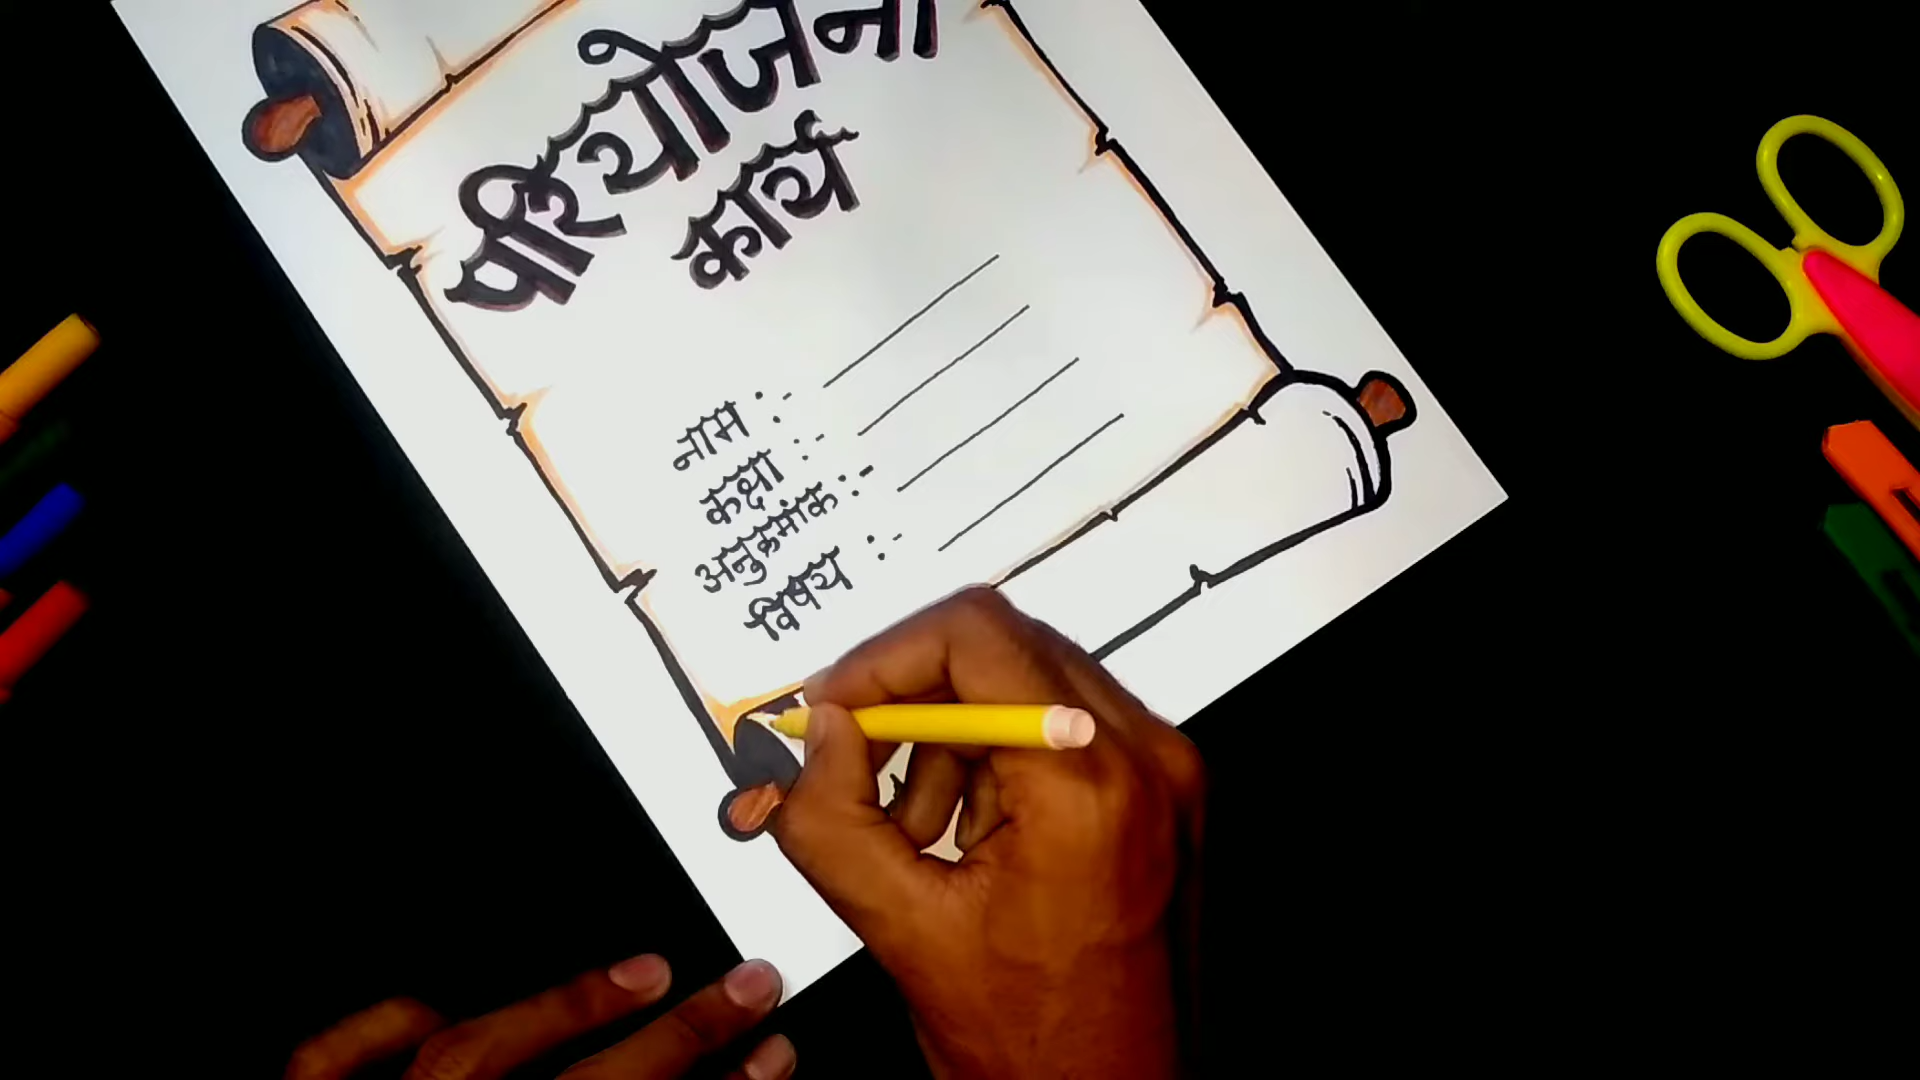 परियोजना
कार्य
नाम :-
कक्षा :-
अनुक्रमांक :-
विषय :-